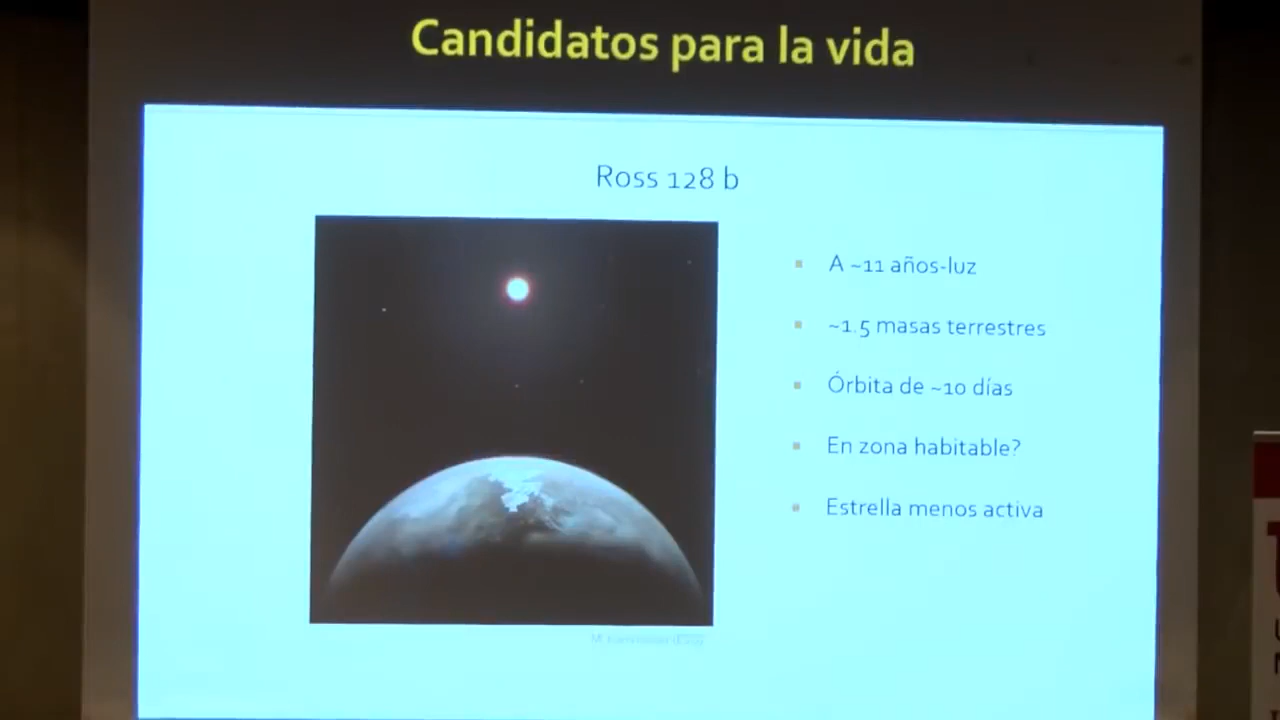 Candidatos para la vida
Ross 128 b
A ~11 años-luz
~1.5 masas terrestres
Órbita de ~10 días
En zona habitable?
Estrella menos activa